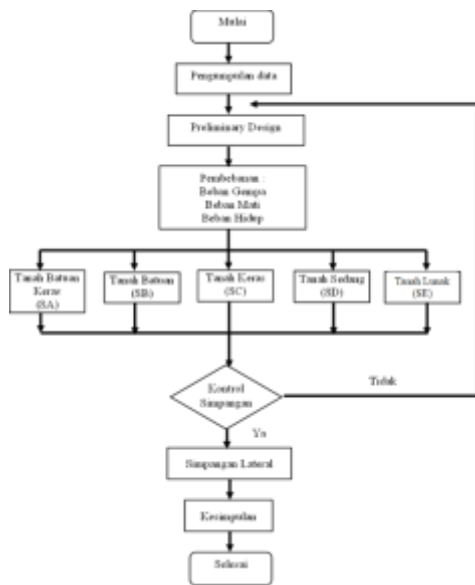 Mulai
Pengumpulan data
Preliminary Design
Pembebanan :
Beban Gempa
Beban Mati
Beban Hidup
Tanah Batuan
Keras
(SA)
Tanah Batuan
(SB)
Tanah Keras
(SC)
Tanah Sedang
(SD)
Tanah Lunak
(SE)
Kontrol
Simpangan
Tidak
Ya
Simpangan Lateral
Kesimpulan
Selesai